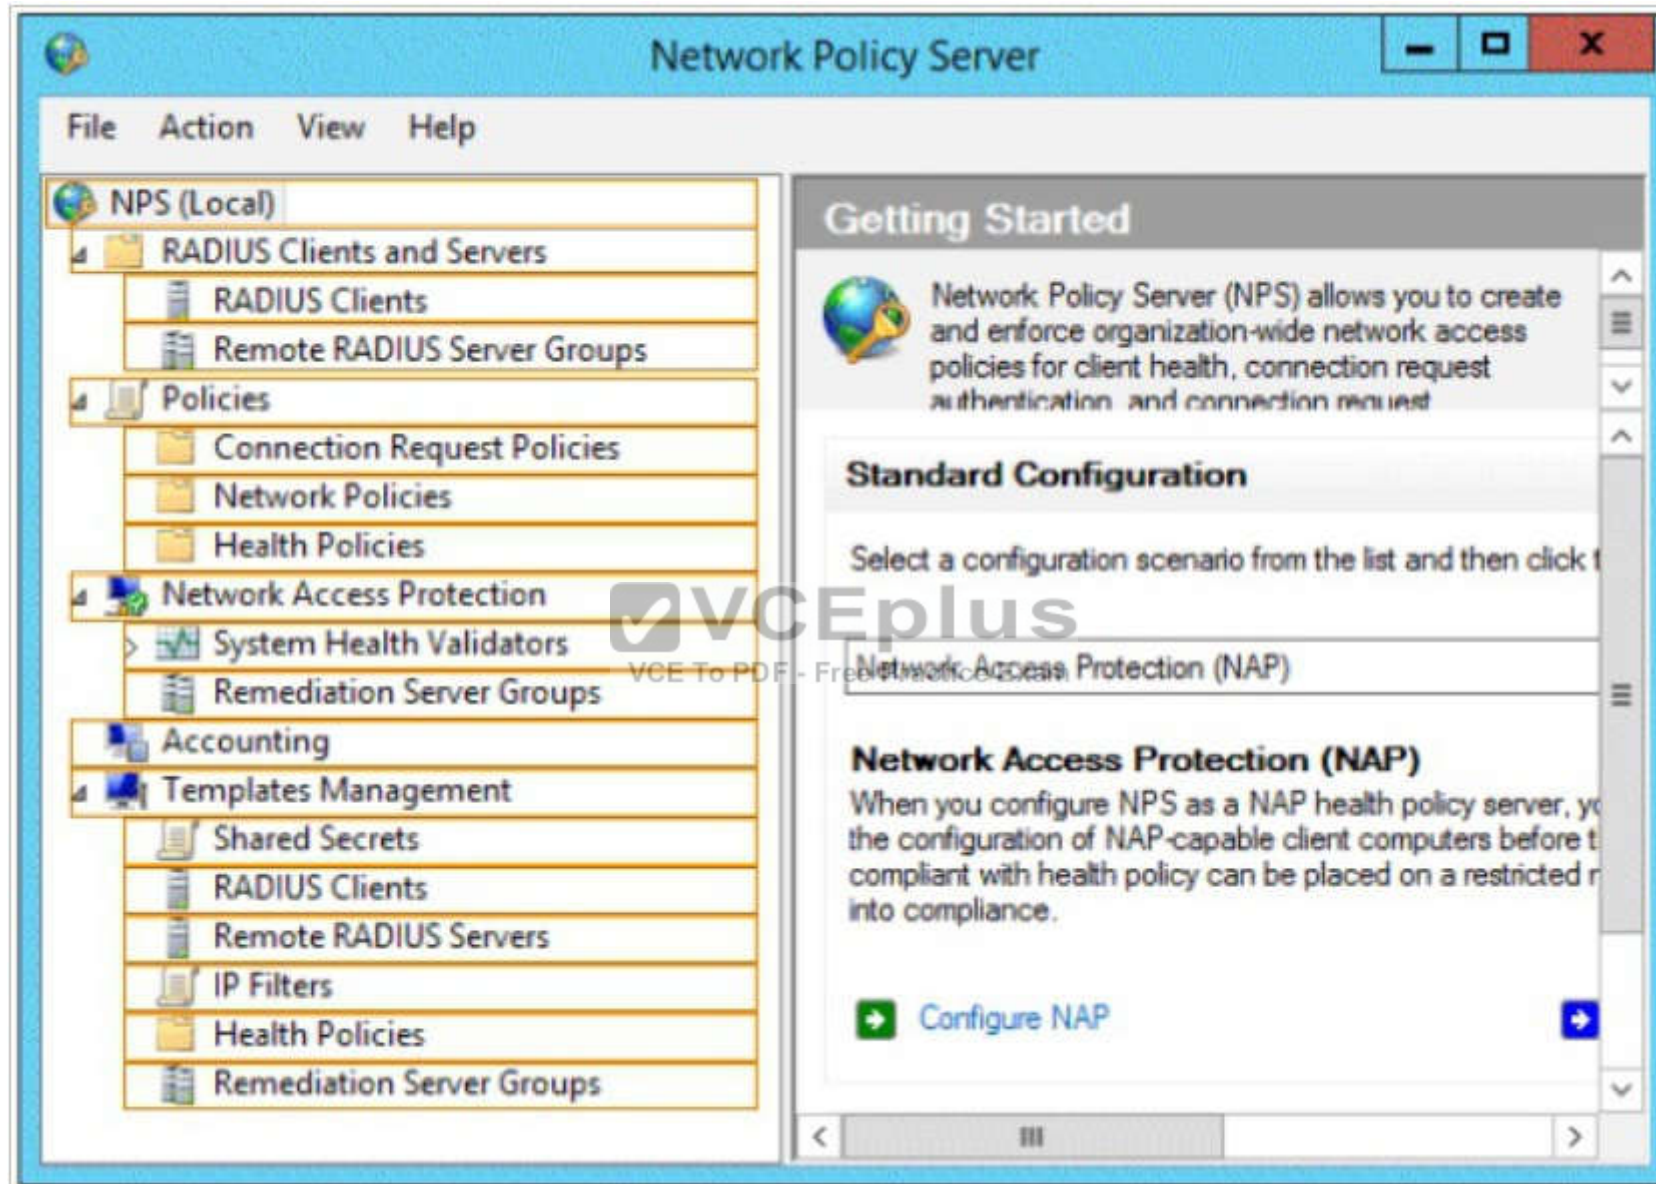 Network Policy Server
File Action View Help
NPS (Local)
RADIUS Clients and Servers
RADIUS Clients
Remote RADIUS Server Groups
Policies
Connection Request Policies
Network Policies
Health Policies
Network Access Protection
System Health Validators
Remediation Server Groups
Accounting
Templates Management
Shared Secrets
RADIUS Clients
Remote RADIUS Servers
IP Filters
Health Policies
Remediation Server Groups
Getting Started
Network Policy Server (NPS) allows you to create
and enforce organization-wide network access
policies for client health, connection request
authentication, and connection request
Standard Configuration
Select a configuration scenario from the list and then click
Network Access Protection (NAP)
Network Access Protection (NAP)
When you configure NPS as a NAP health policy server,
the configuration of NAP-capable client computers before
compliant with health policy can be placed on a restricted
into compliance.
Configure NAP
VCEplus
VCE To PDF - Free Practice Exam